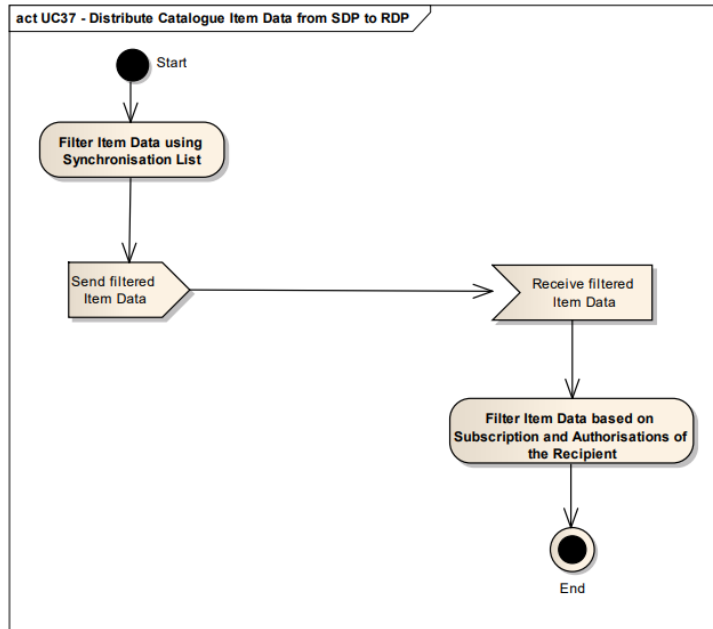 act UC37 - Distribute Catalogue Item Data from SDP to RDP
Start
Filter Item Data using
Synchronisation List
Send filtered
Item Data
Receive filtered
Item Data
Filter Item Data based on
Subscription and Authorisations of
the Recipient
End